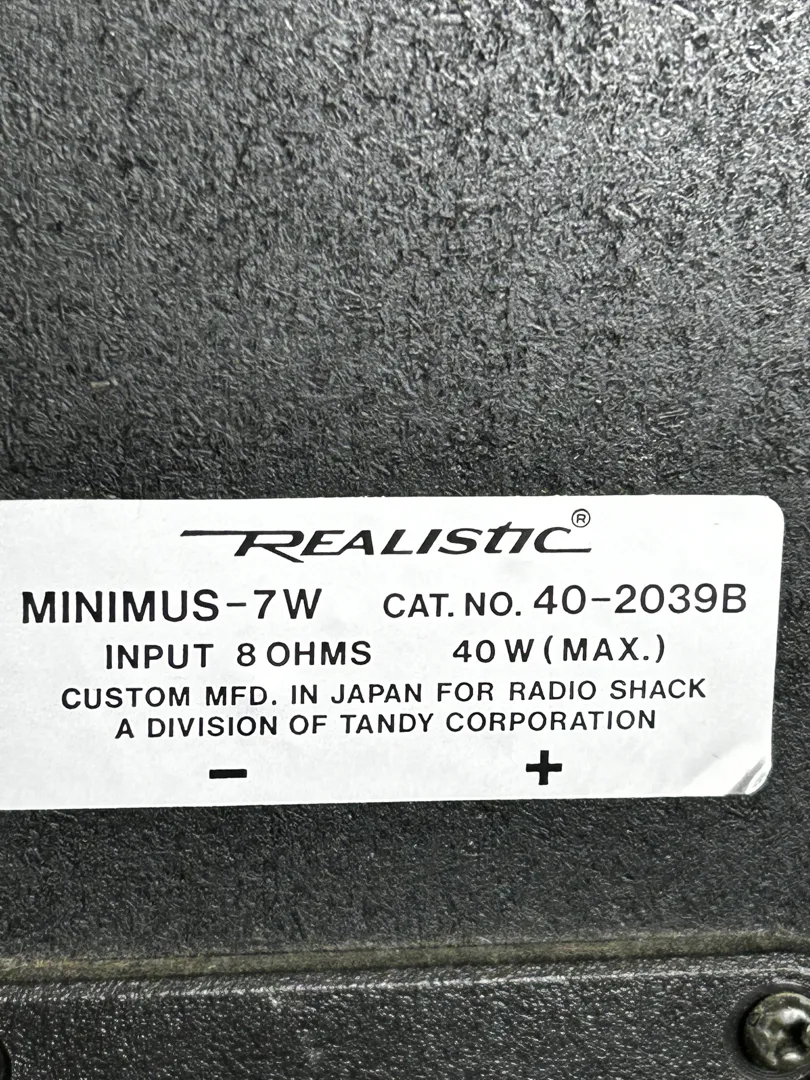 REALISTIC®
MINIMUS-7W CAT. NO. 40-2039B
INPUT 8 OHMS 40 W (MAX.)
CUSTOM MFD. IN JAPAN FOR RADIO SHACK
A DIVISION OF TANDY CORPORATION
- +